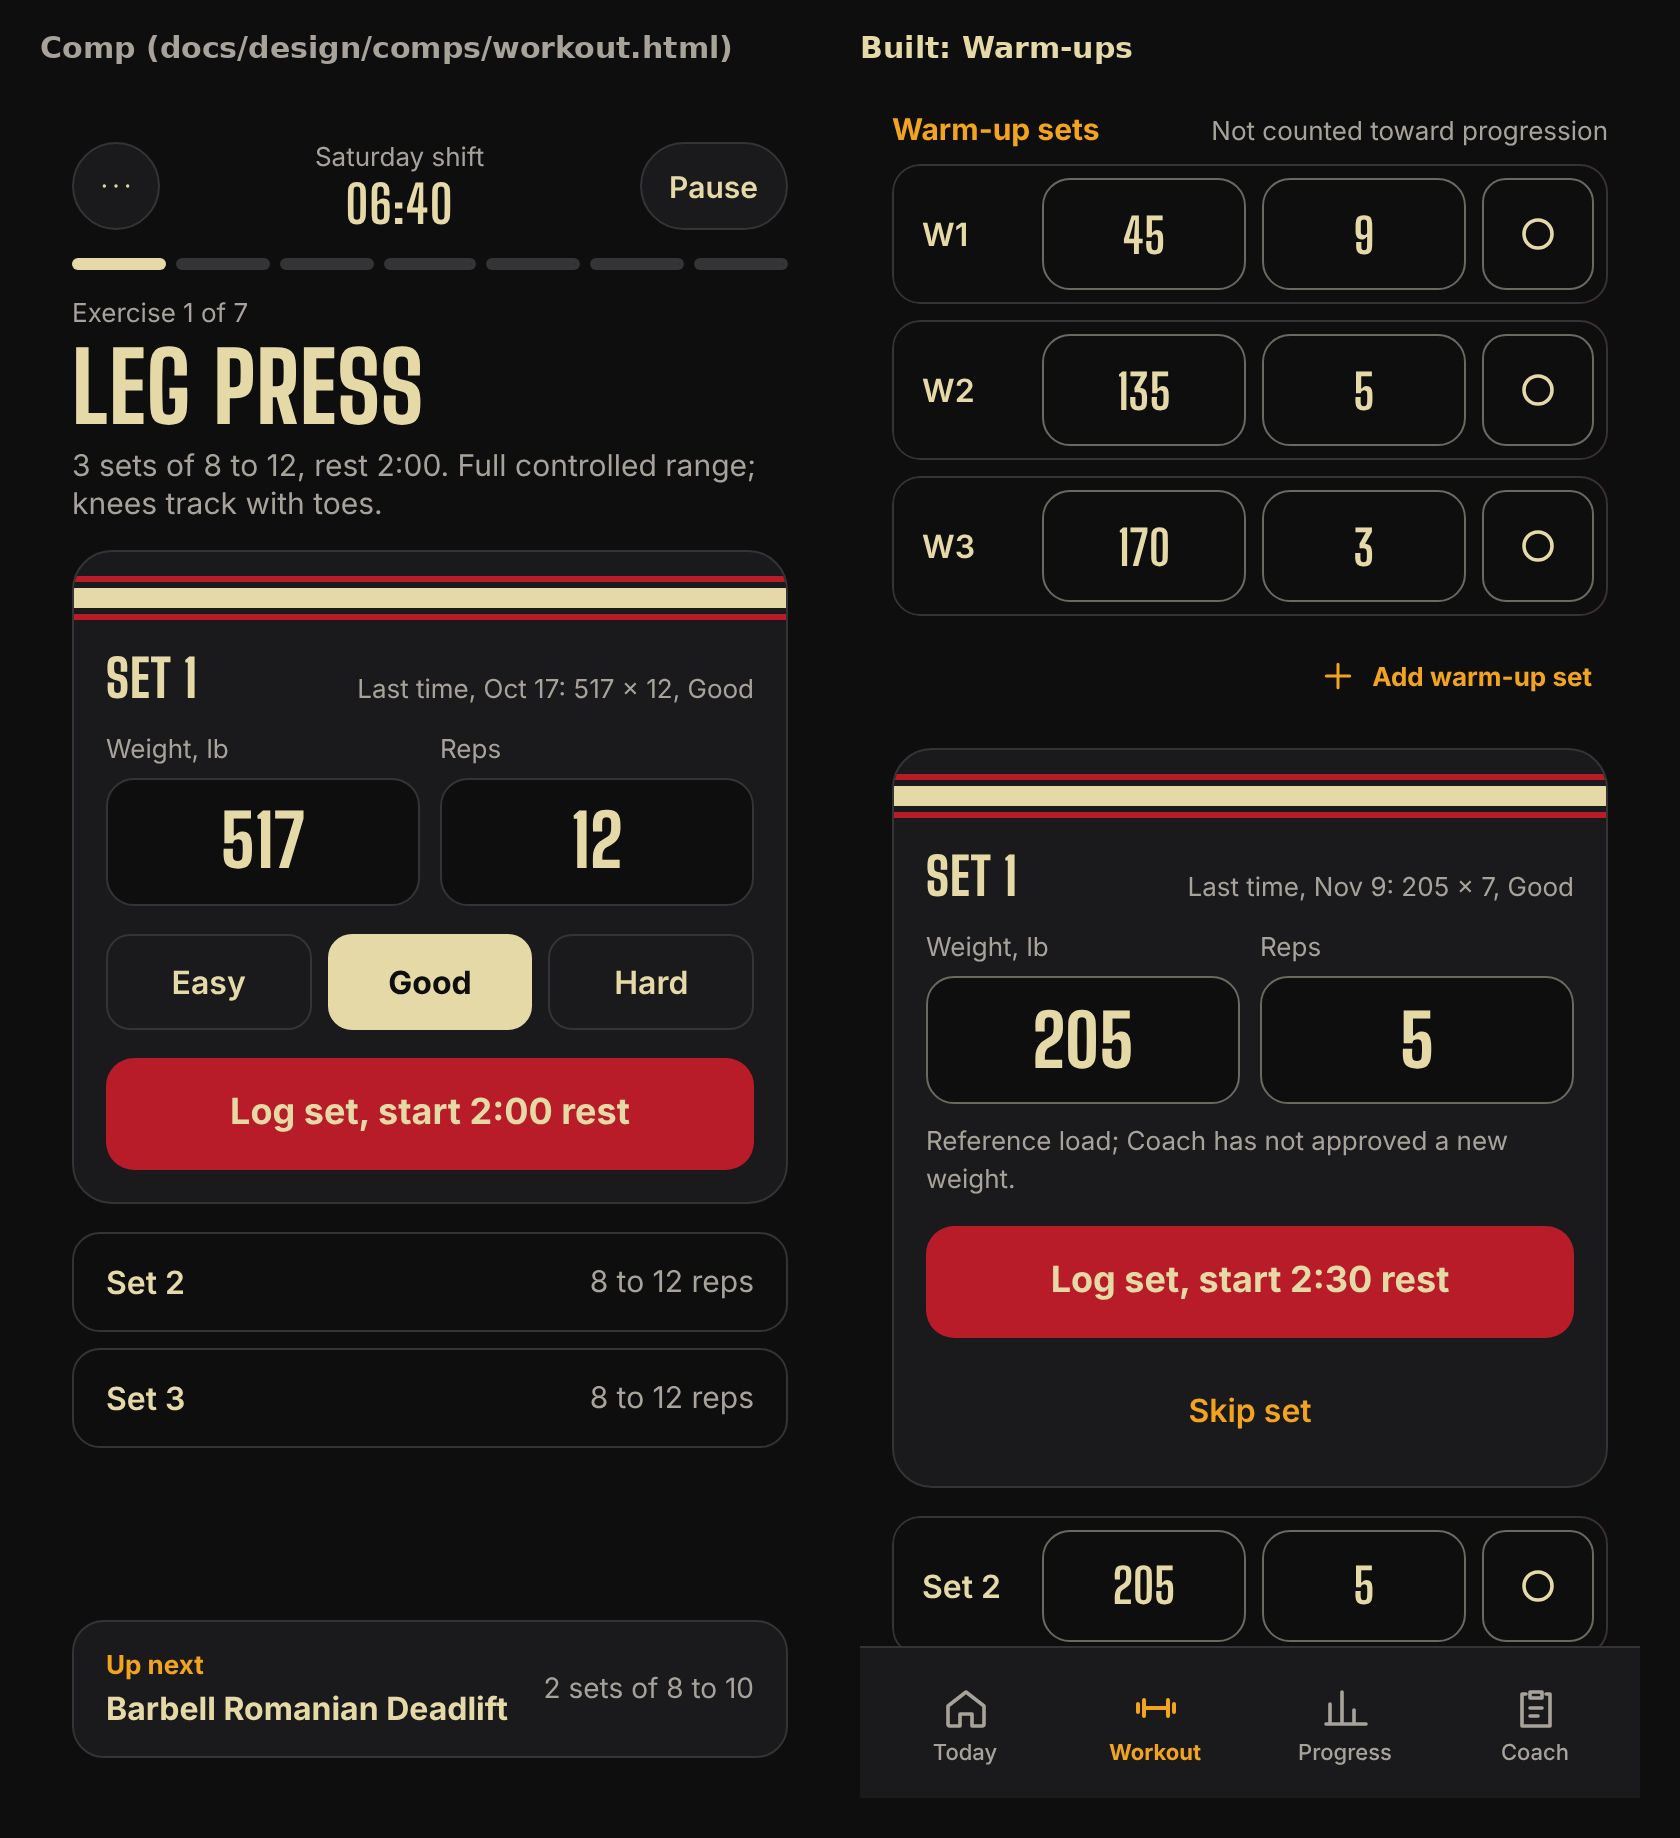 Comp (docs/design/comps/workout.html)
...
Saturday shift
06:40
Pause
Exercise 1 of 7
LEG PRESS
3 sets of 8 to 12, rest 2:00. Full controlled range;
knees track with toes.
SET 1
Last time, Oct 17: 517 × 12, Good
Weight, lb
Reps
517
12
Easy
Good
Hard
Log set, start 2:00 rest
Set 2
8 to 12 reps
Set 3
8 to 12 reps
Up next
Barbell Romanian Deadlift
2 sets of 8 to 10
Built: Warm-ups
Warm-up sets
Not counted toward progression
W1
45
9
W2
135
5
W3
170
3
+ Add warm-up set
SET 1
Last time, Nov 9: 205 × 7, Good
Weight, lb
Reps
205
5
Reference load; Coach has not approved a new
weight.
Log set, start 2:30 rest
Skip set
Set 2
205
5
Today
Workout
Progress
Coach